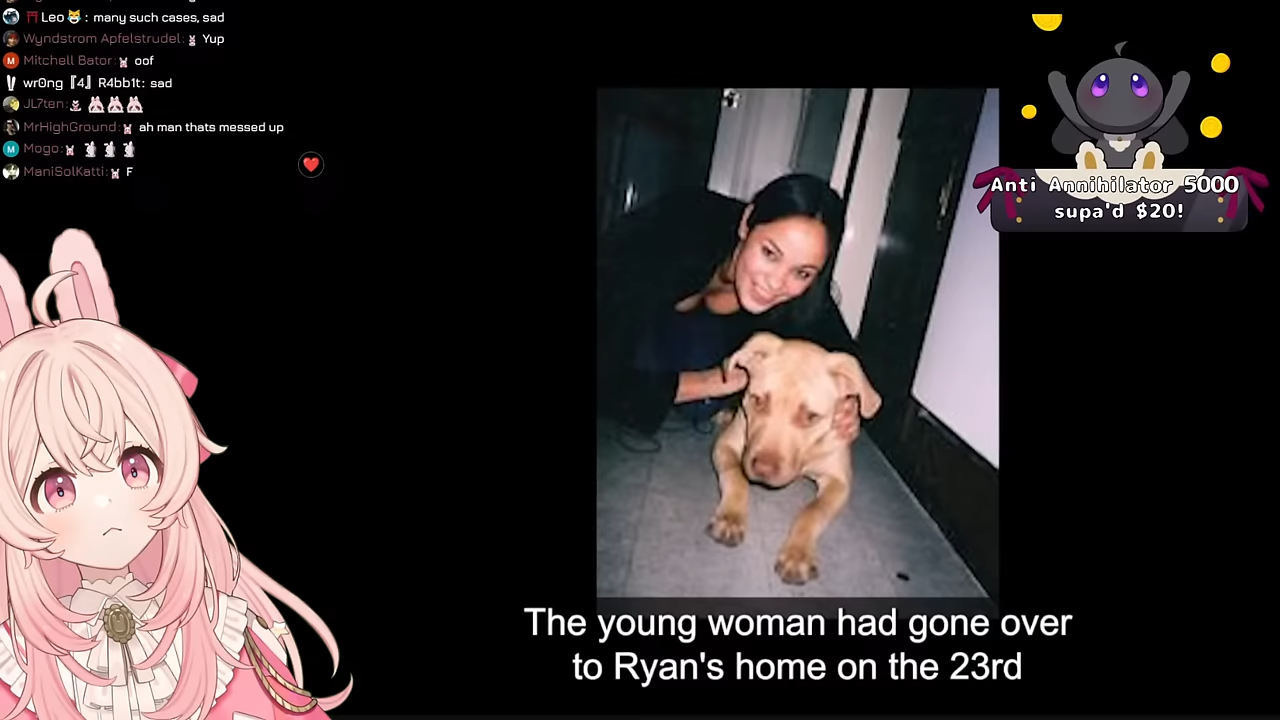 Leo: many such cases, sad
Wyndstrom Apfelstrudel: Yup
Mitchell Bator: oof
wr0ng『4』R4bb1t: sad
JL7ten:
MrHighGround: ah man thats messed up
Mogo:
ManiSolKatti: F
Anti Annihilator 5000
supa'd $20!
The young woman had gone over
to Ryan's home on the 23rd